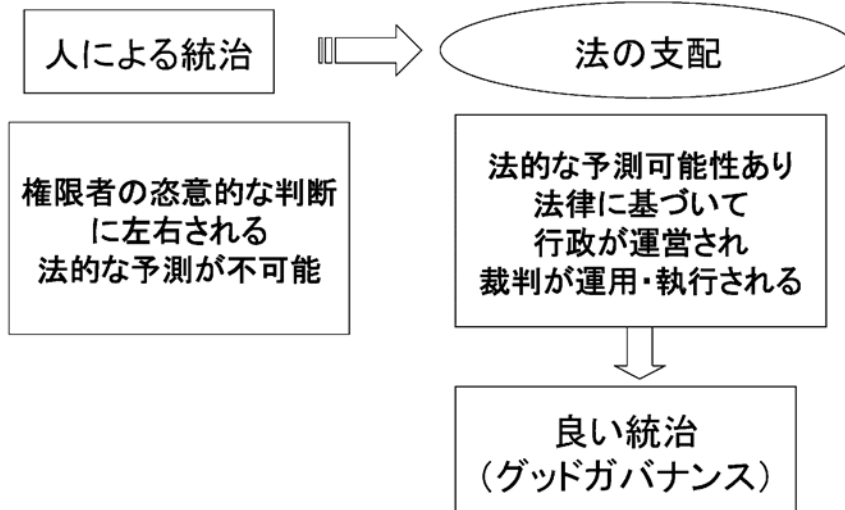 人による統治
法の支配
権限者の恣意的な判断
に左右される
法的な予測が不可能
法的な予測可能性あり
法律に基づいて
行政が運営され
裁判が運用・執行される
良い統治
(グッドガバナンス)